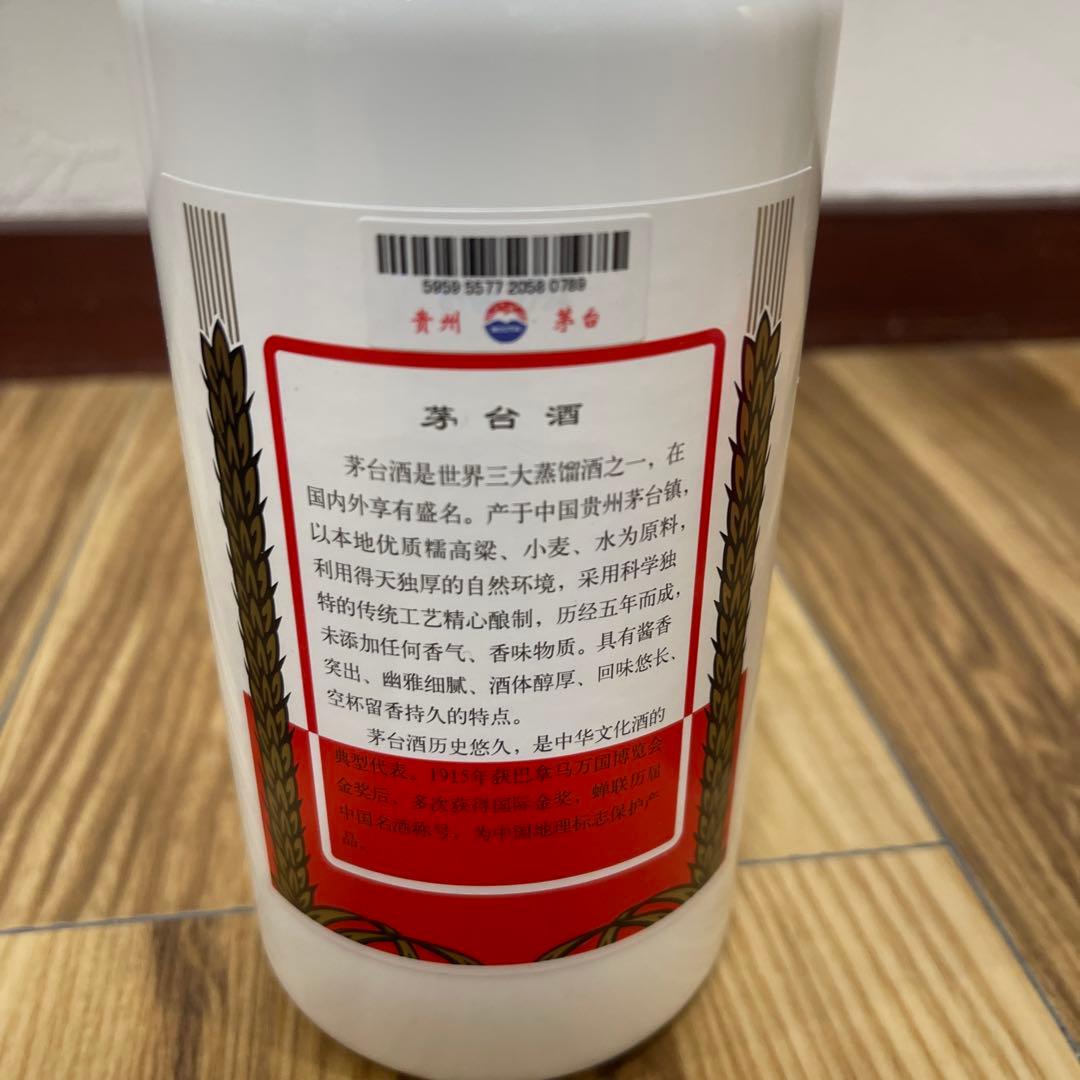 5959 5577 2058 0789
贵州 茅台
茅台酒
茅台酒是世界三大蒸馏酒之一，在
国内外享有盛名。产于中国贵州茅台镇，
以本地优质糯高粱、小麦、水为原料，
利用得天独厚的自然环境，采用科学独
特的传统工艺精心酿制，历经五年而成，
未添加任何香气、香味物质。具有酱香
突出、幽雅细腻、酒体醇厚、回味悠长、
空杯留香持久的特点。
茅台酒历史悠久，是中华文化酒的
典型代表。1915年获巴拿马万国博览会
金奖后，多次获得国际金奖，蝉联历届
中国名酒称号，为中国地理标志保护产
品。